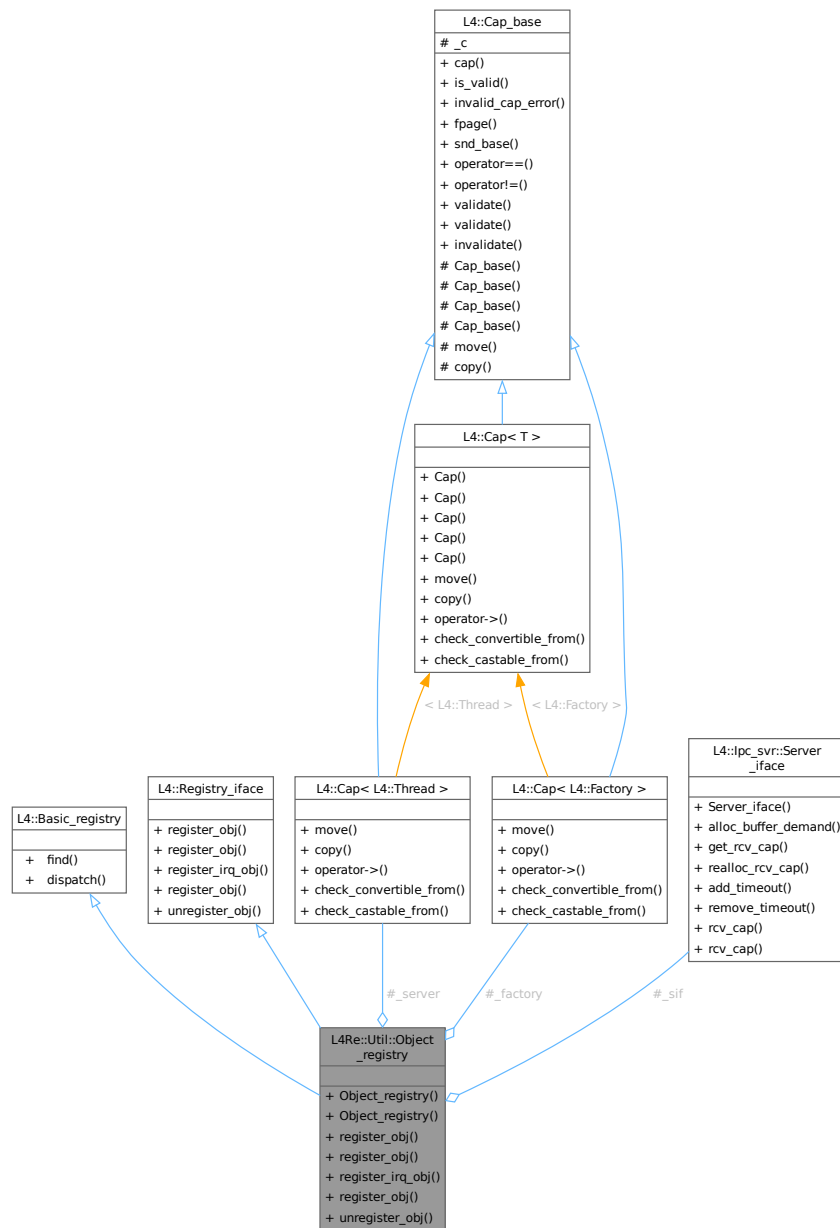 L4::Cap_base
# _c
+ cap()
+ is_valid()
+ invalid_cap_error()
+ fpage()
+ snd_base()
+ operator==()
+ operator!=()
+ validate()
+ validate()
+ invalidate()
# Cap_base()
# Cap_base()
# Cap_base()
# Cap_base()
# move()
# copy()
L4::Cap< T >
+ Cap()
+ Cap()
+ Cap()
+ Cap()
+ Cap()
+ move()
+ copy()
+ operator->()
+ check_convertible_from()
+ check_castable_from()
< L4::Thread >
< L4::Factory >
L4::Basic_registry
+ find()
+ dispatch()
L4::Registry_iface
+ register_obj()
+ register_obj()
+ register_irq_obj()
+ register_obj()
+ unregister_obj()
L4::Cap< L4::Thread >
+ move()
+ copy()
+ operator->()
+ check_convertible_from()
+ check_castable_from()
L4::Cap< L4::Factory >
+ move()
+ copy()
+ operator->()
+ check_convertible_from()
+ check_castable_from()
L4::Ipc_svr::Server
_iface
+ Server_iface()
+ alloc_buffer_demand()
+ get_rcv_cap()
+ realloc_rcv_cap()
+ add_timeout()
+ remove_timeout()
+ rcv_cap()
+ rcv_cap()
#_server
#_factory
#_sif
L4Re::Util::Object
_registry
+ Object_registry()
+ Object_registry()
+ register_obj()
+ register_obj()
+ register_irq_obj()
+ register_obj()
+ unregister_obj()